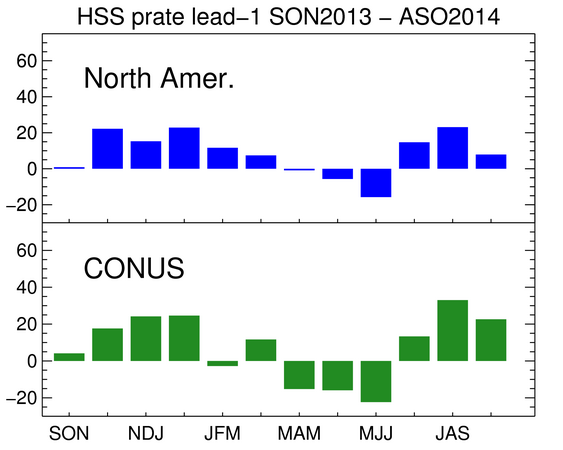 HSS prate lead−1 SON2013 − ASO2014
60
North Amer.
40
20
0
−20
60
CONUS
40
20
0
−20
SON NDJ JFM MAM MJJ JAS